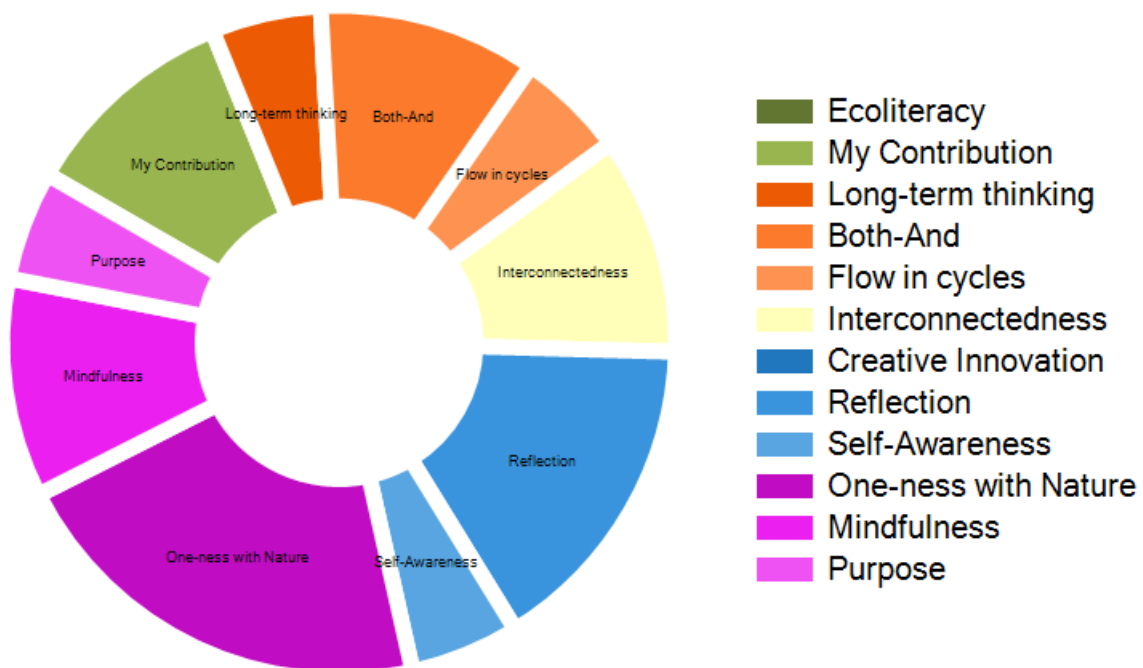 Long-term thinking
Both-And
My Contribution
Flow in cycles
Purpose
Interconnectedness
Mindfulness
Reflection
One-ness with Nature
Self-Awareness
Ecoliteracy
My Contribution
Long-term thinking
Both-And
Flow in cycles
Interconnectedness
Creative Innovation
Reflection
Self-Awareness
One-ness with Nature
Mindfulness
Purpose